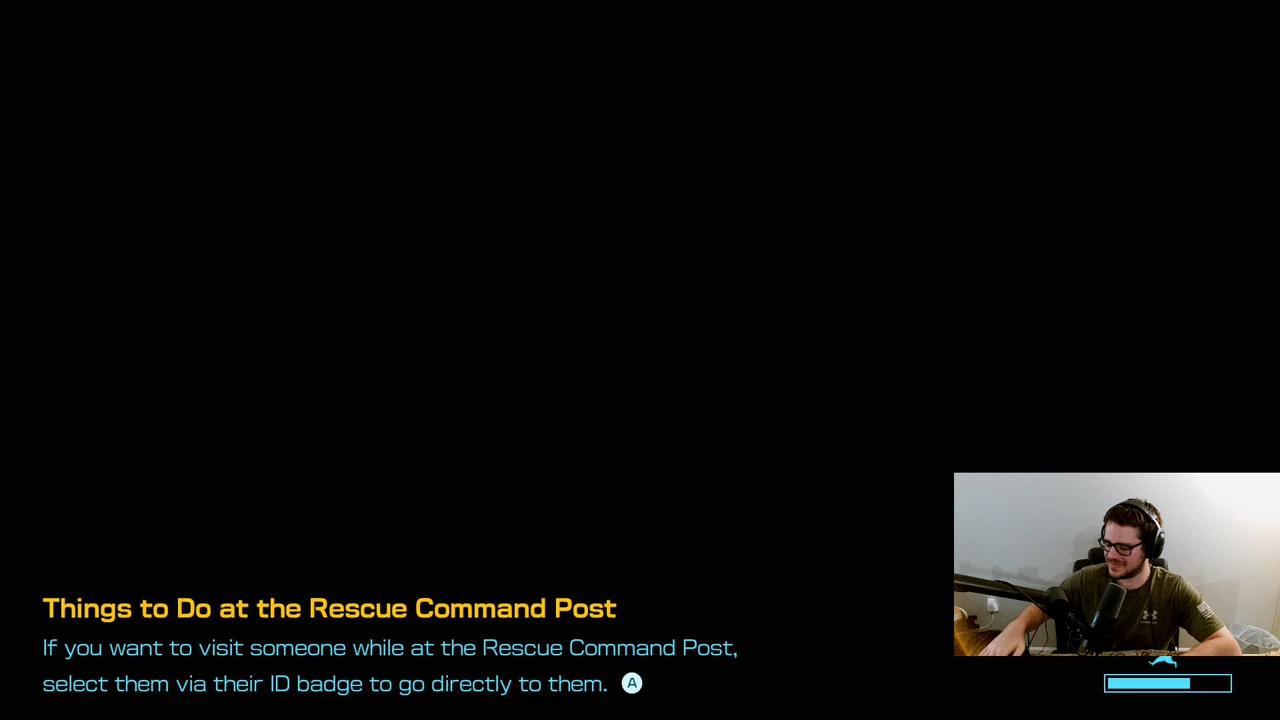 Things to Do at the Rescue Command Post
If you want to visit someone while at the Rescue Command Post,
select them via their ID badge to go directly to them. A